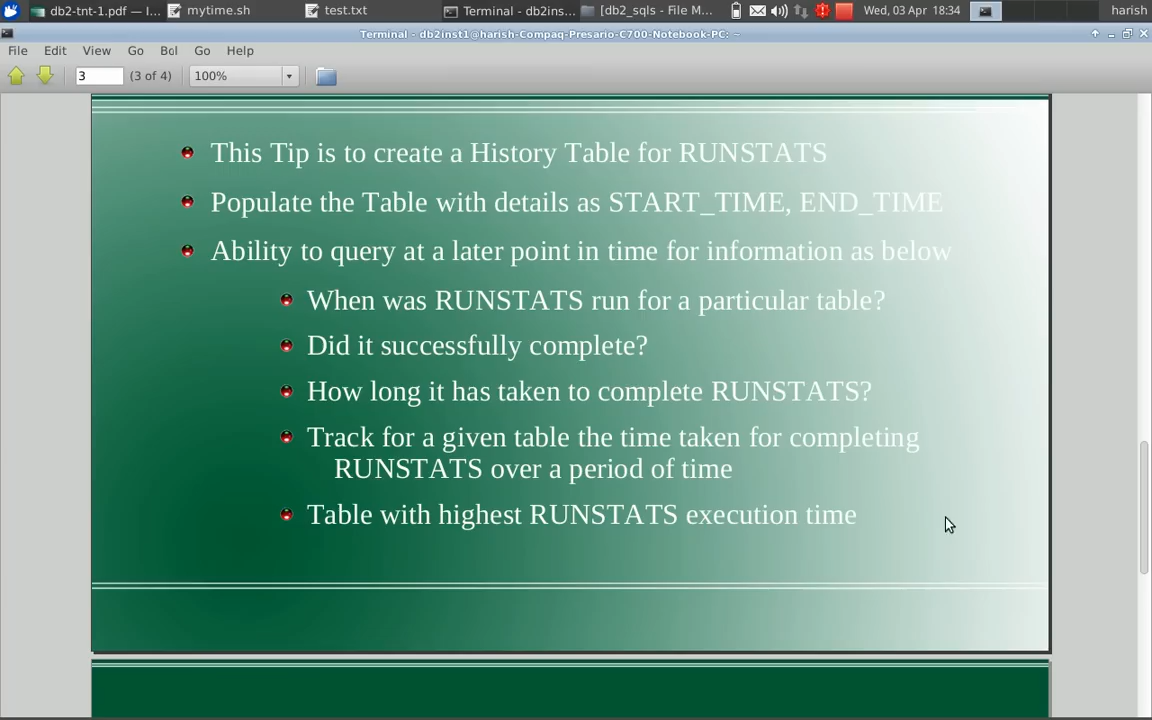 db2-tnt-1.pdf — I...
mytime.sh
test.txt
Terminal - db2ins...
[db2_sqls - File M...
Wed, 03 Apr 18:34
harish
Terminal - db2inst1@harish-Compaq-Presario-C700-Notebook-PC: ~
File Edit View Go Bol Go Help
3 (3 of 4) 100%
This Tip is to create a History Table for RUNSTATS
Populate the Table with details as START_TIME, END_TIME
Ability to query at a later point in time for information as below
When was RUNSTATS run for a particular table?
Did it successfully complete?
How long it has taken to complete RUNSTATS?
Track for a given table the time taken for completing
RUNSTATS over a period of time
Table with highest RUNSTATS execution time